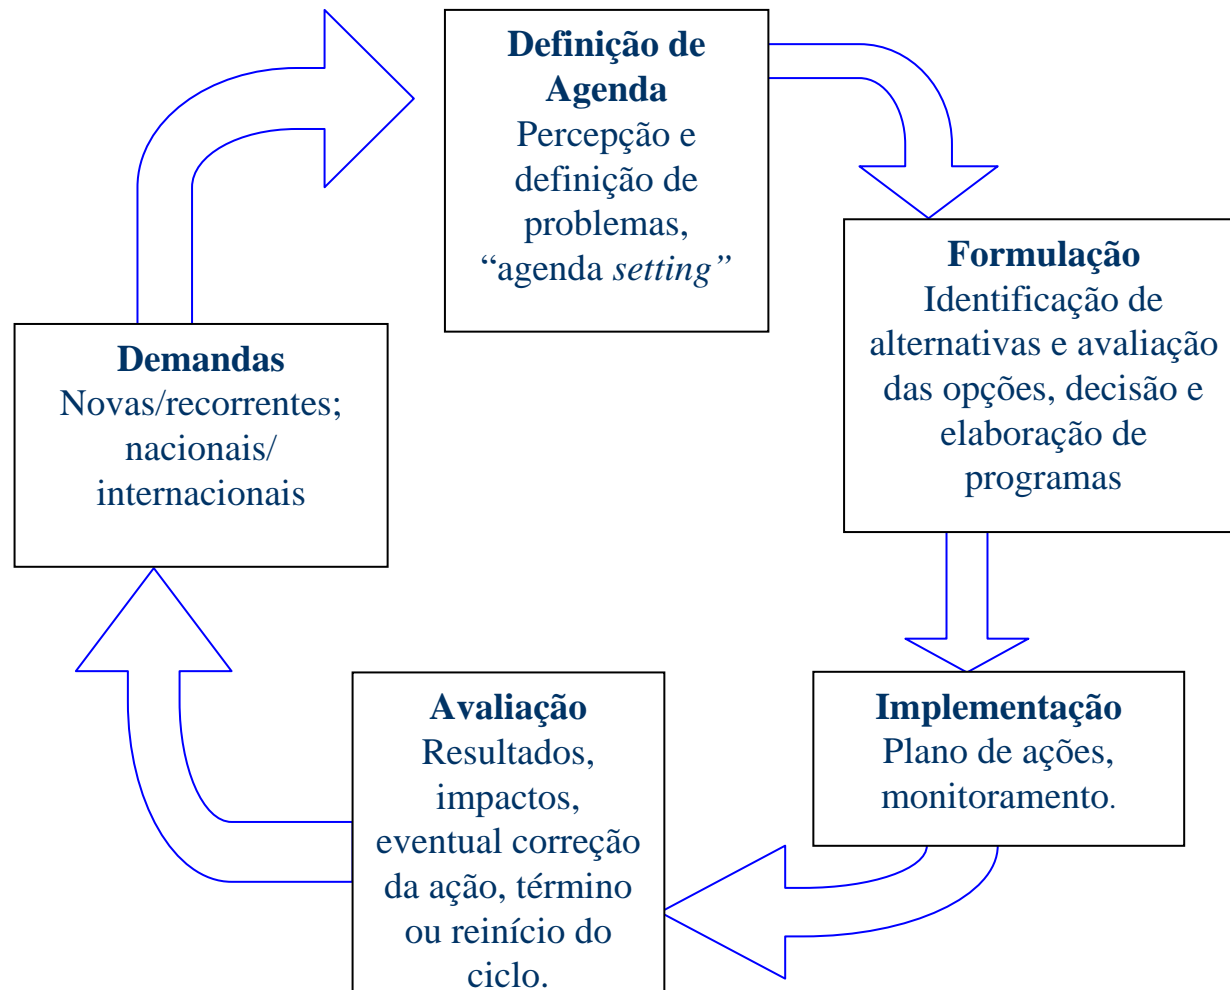 Definição de
Agenda
Percepção e
definição de
problemas,
“agenda setting”
Formulação
Identificação de
alternativas e avaliação
das opções, decisão e
elaboração de
programas
Demandas
Novas/recorrentes;
nacionais/
internacionais
Avaliação
Resultados,
impactos,
eventual correção
da ação, término
ou reinício do
ciclo.
Implementação
Plano de ações,
monitoramento.